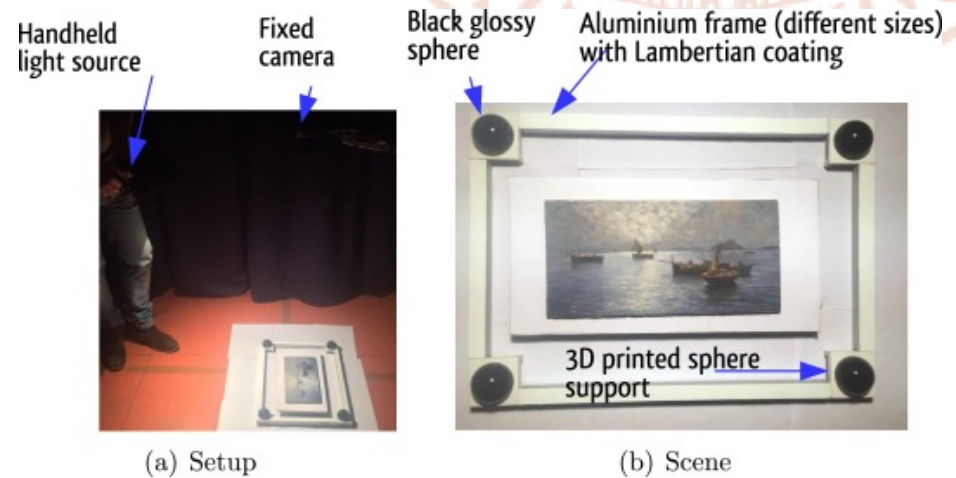 Handheld
light source
Fixed
camera
Black glossy
sphere
Aluminium frame (different sizes)
with Lambertian coating
3D printed sphere
support
(a) Setup
(b) Scene